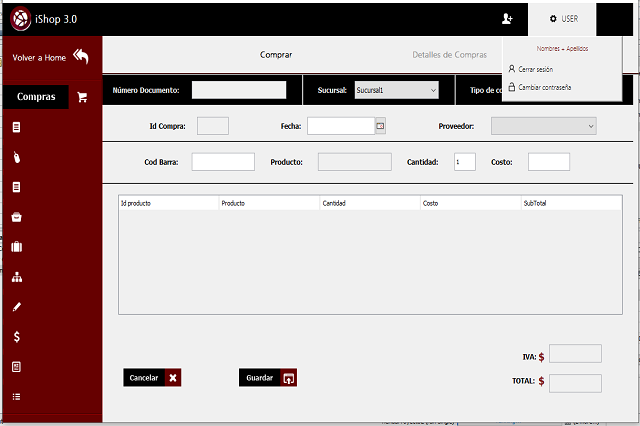 iShop 3.0
USER
Volver a Home
Comprar
Detalles de Compras
Nombres + Apellidos
Cerrar sesión
Cambiar contraseña
Compras
Número Documento:
Sucursal:
Sucursal1
Tipo de co
Id Compra:
Fecha:
Proveedor:
Cod Barra:
Producto:
Cantidad:
1
Costo:
Id producto
Producto
Cantidad
Costo
SubTotal
IVA: $
Cancelar
Guardar
TOTAL: $